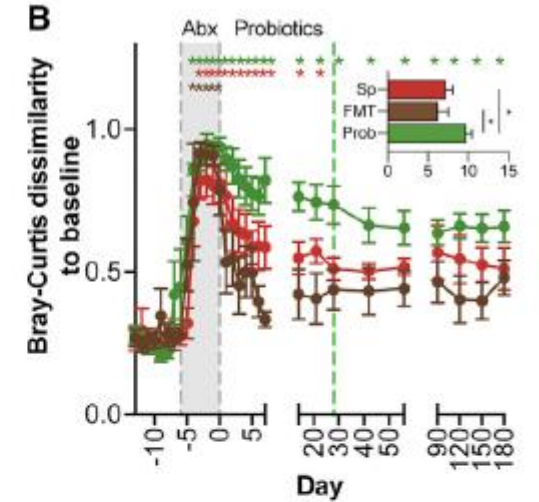 B
Abx Probiotics
Bray-Curtis dissimilarity
to baseline
1.0
0.5
0.0
Sp
FMT
Prob
0 5 10 15
* *
-10 -5 0 5 20 30 40 50 90 120 150 180
Day